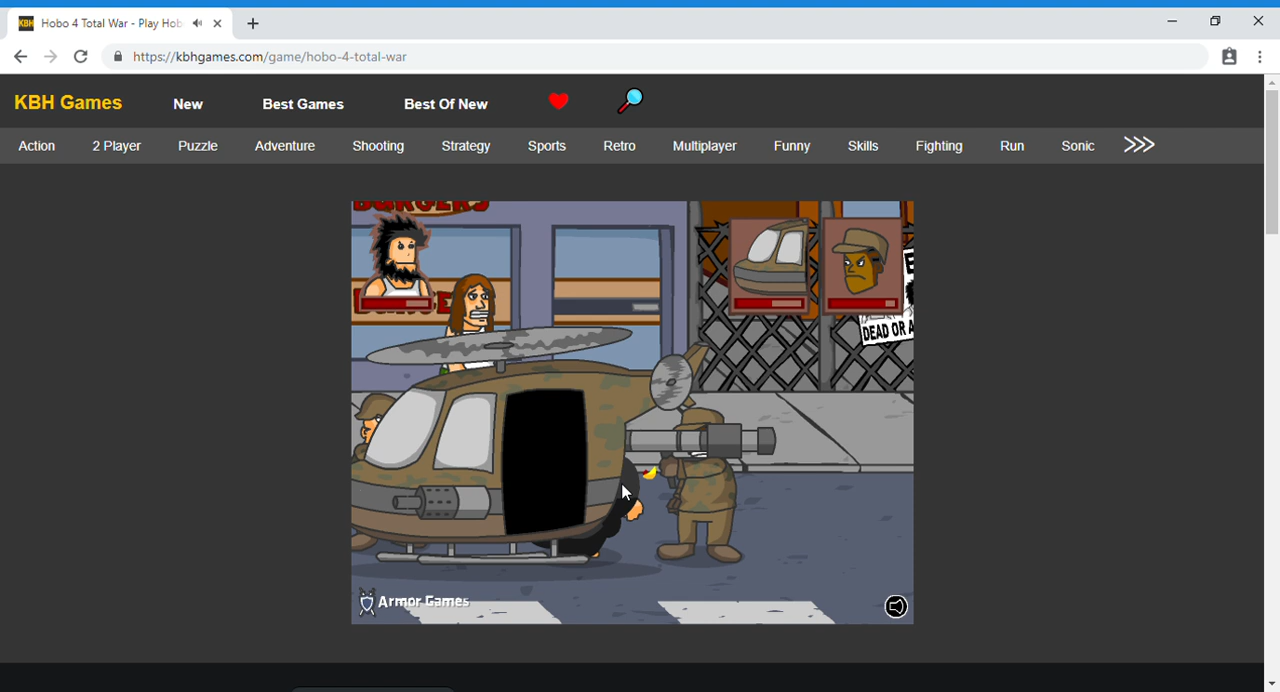 KBH
Hobo 4 Total War - Play Hob
https://kbhgames.com/game/hobo-4-total-war
KBH Games
New
Best Games
Best Of New
Action
2 Player
Puzzle
Adventure
Shooting
Strategy
Sports
Retro
Multiplayer
Funny
Skills
Fighting
Run
Sonic
BURGERS
DEAD OR A
Armor Games